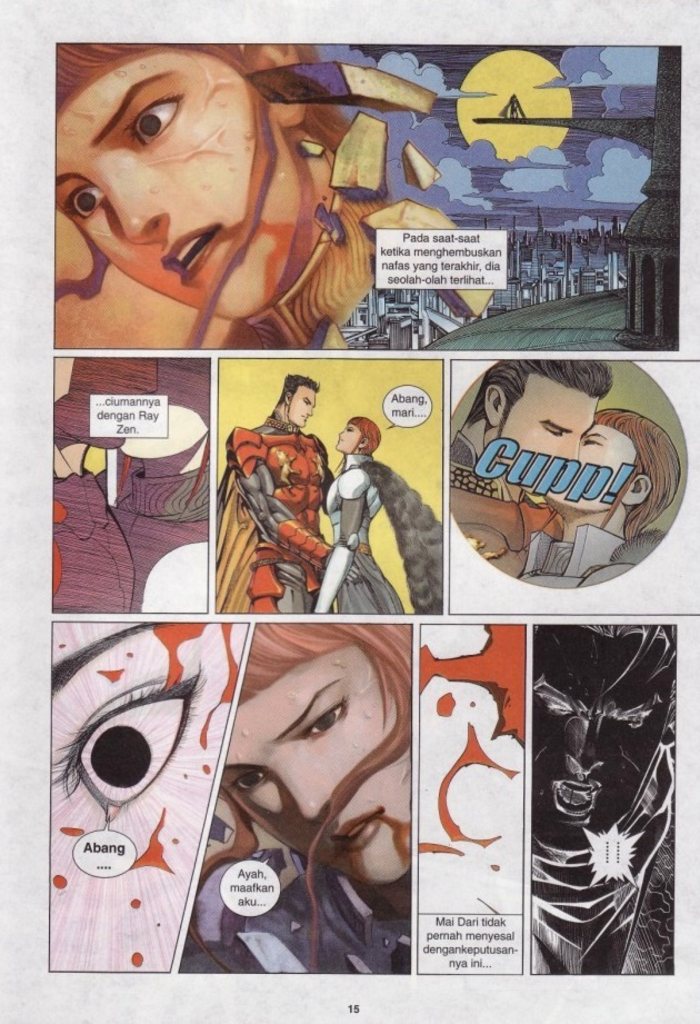 Pada saat-saat
ketika menghembuskan
nafas yang terakhir, dia
seolah-olah terlihat...
...ciumannya
dengan Ray
Zen.
Abang,
mari....
Cupp!
Abang
....
Ayah,
maafkan
aku...
Mai Dari tidak
pernah menyesal
dengankeputusan-
nya ini...
...!!
15